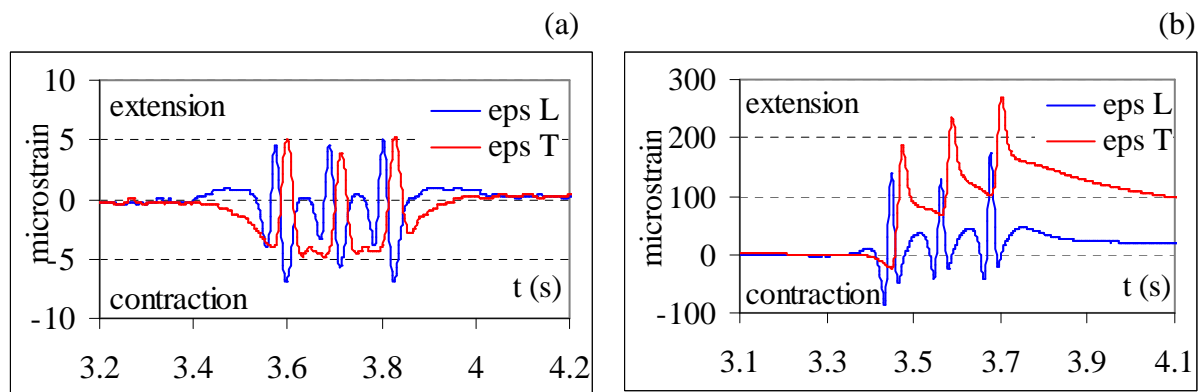 (a)
10
5
0
-5
-10
microstrain
extension
contraction
eps L
eps T
t (s)
3.2 3.4 3.6 3.8 4 4.2
(b)
300
200
100
0
-100
microstrain
extension
contraction
eps L
eps T
t (s)
3.1 3.3 3.5 3.7 3.9 4.1